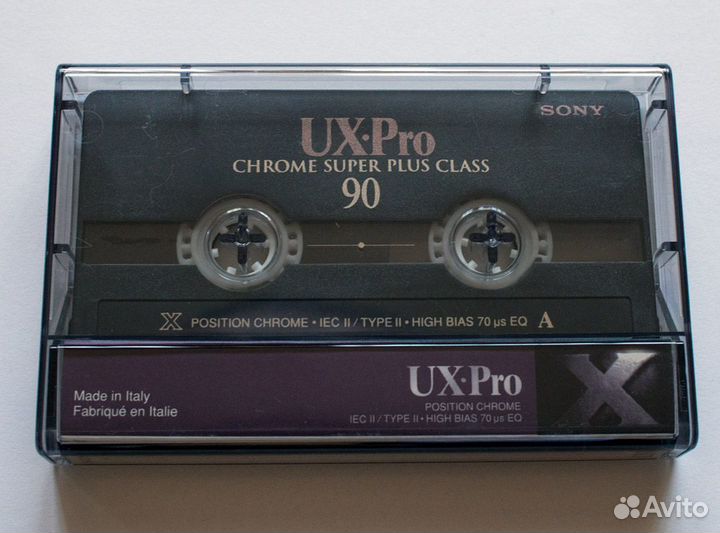 SONY
UX·Pro
CHROME SUPER PLUS CLASS
90
X POSITION CHROME • IEC II / TYPE II • HIGH BIAS 70 µs EQ A
Made in Italy
Fabriqué en Italie
UX·Pro
POSITION CHROME
IEC II / TYPE II • HIGH BIAS 70 µs EQ
X
Avito